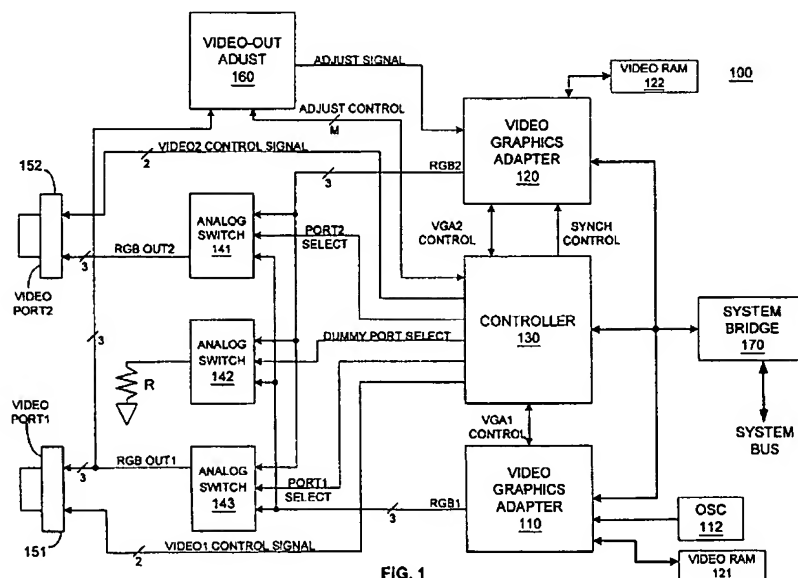 VIDEO-OUT
ADUST
160
ADJUST SIGNAL
VIDEO RAM
122
100
ADJUST CONTROL
M
VIDEO
GRAPHICS
ADAPTER
120
VIDEO2 CONTROL SIGNAL
2
RGB2
3
152
ANALOG
SWITCH
141
PORT2
SELECT
VGA2
CONTROL
SYNCH
CONTROL
RGB OUT2
3
VIDEO
PORT2
3
CONTROLLER
130
SYSTEM
BRIDGE
170
ANALOG
SWITCH
142
DUMMY PORT SELECT
R
VIDEO
PORT1
VGA1
CONTROL
SYSTEM
BUS
RGB OUT1
3
ANALOG
SWITCH
143
PORT1
SELECT
RGB1
3
VIDEO
GRAPHICS
ADAPTER
110
OSC
112
151
VIDEO1 CONTROL SIGNAL
2
VIDEO RAM
121
FIG. 1